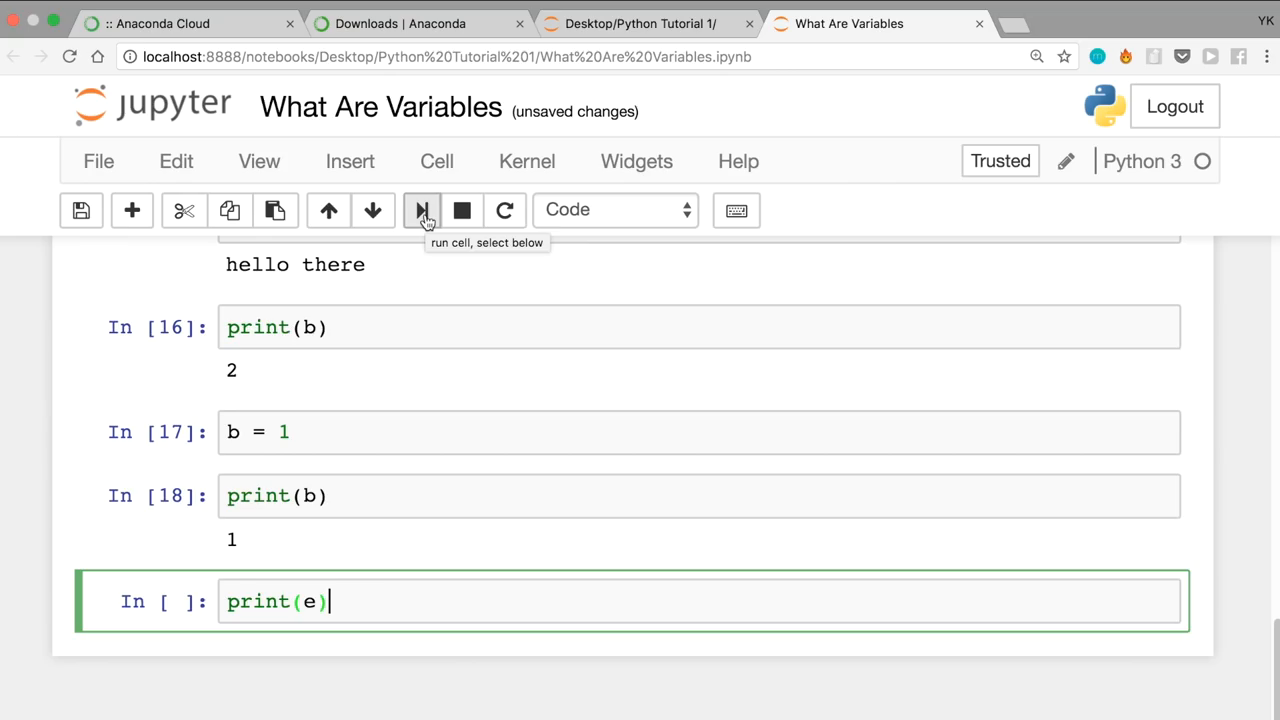 :: Anaconda Cloud × Downloads | Anaconda × Desktop/Python Tutorial 1/ × What Are Variables × YK
localhost:8888/notebooks/Desktop/Python%20Tutorial%201/What%20Are%20Variables.ipynb
jupyter What Are Variables (unsaved changes) Logout
File Edit View Insert Cell Kernel Widgets Help Trusted Python 3
Code
run cell, select below
hello there
In [16]: print(b)
2
In [17]: b = 1
In [18]: print(b)
1
In [ ]: print(e)